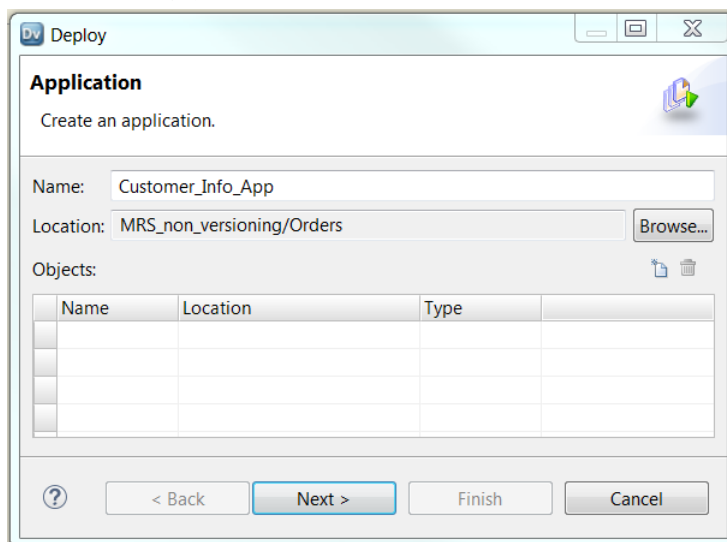 Dv Deploy
Application
Create an application.
Name: Customer_Info_App
Location: MRS_non_versioning/Orders Browse...
Objects:
Name Location Type
? < Back Next > Finish Cancel